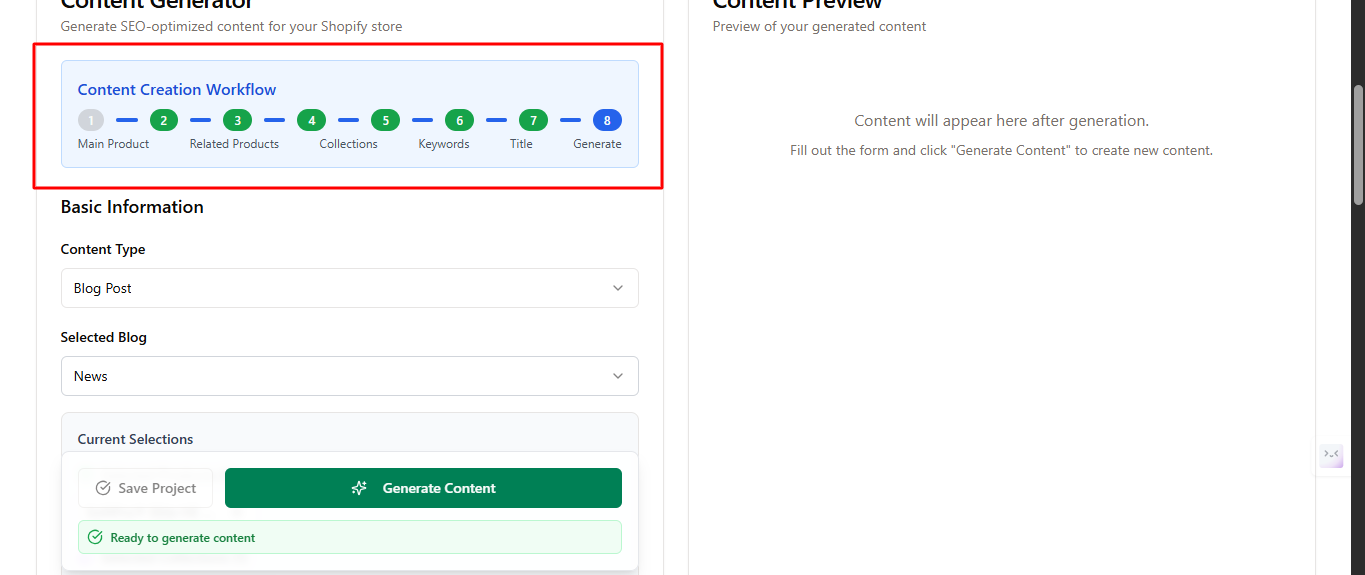 Content Generator
Generate SEO-optimized content for your Shopify store
Content Creation Workflow
1 2 3 4 5 6 7 8
Main Product Related Products Collections Keywords Title Generate
Basic Information
Content Type
Blog Post
Selected Blog
News
Current Selections
Save Project Generate Content
Ready to generate content
Content Preview
Preview of your generated content
Content will appear here after generation.
Fill out the form and click "Generate Content" to create new content.